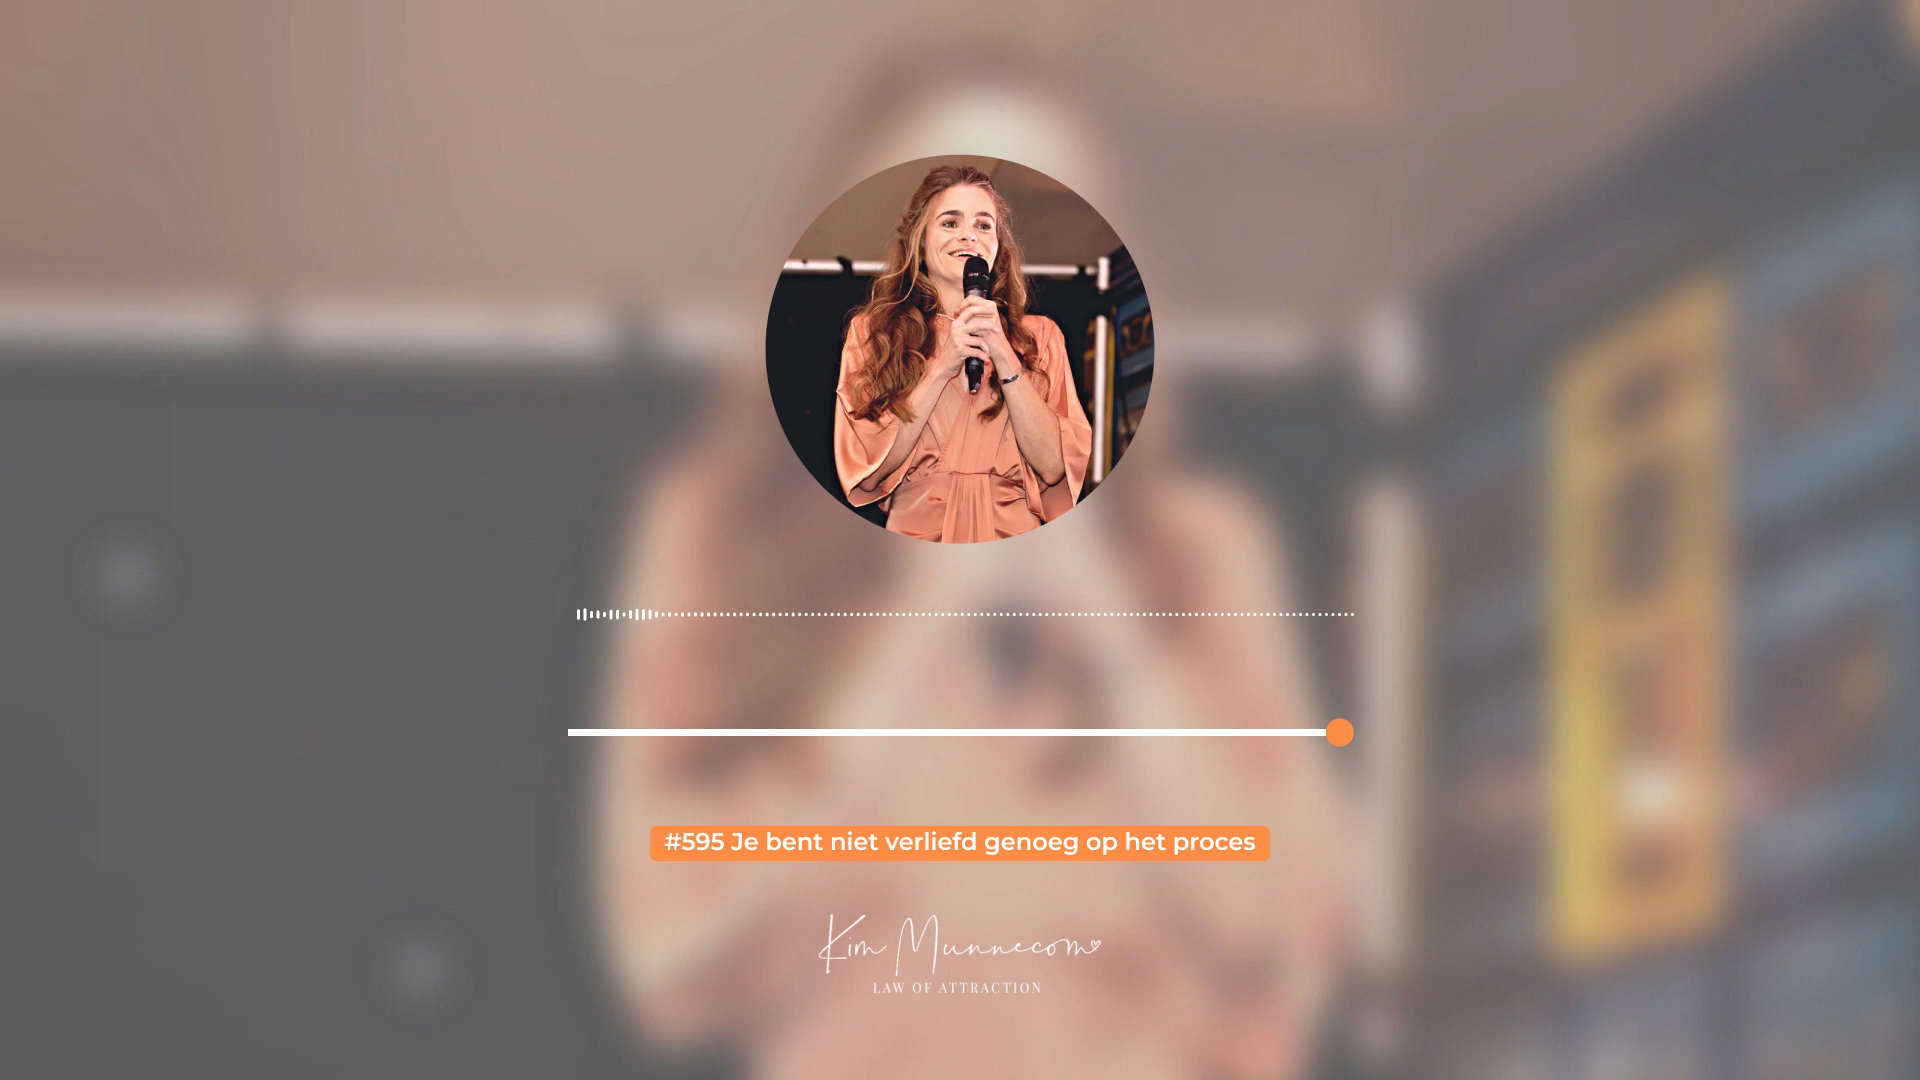 #595 Je bent niet verliefd genoeg op het proces
Kim Munnecom
LAW OF ATTRACTION